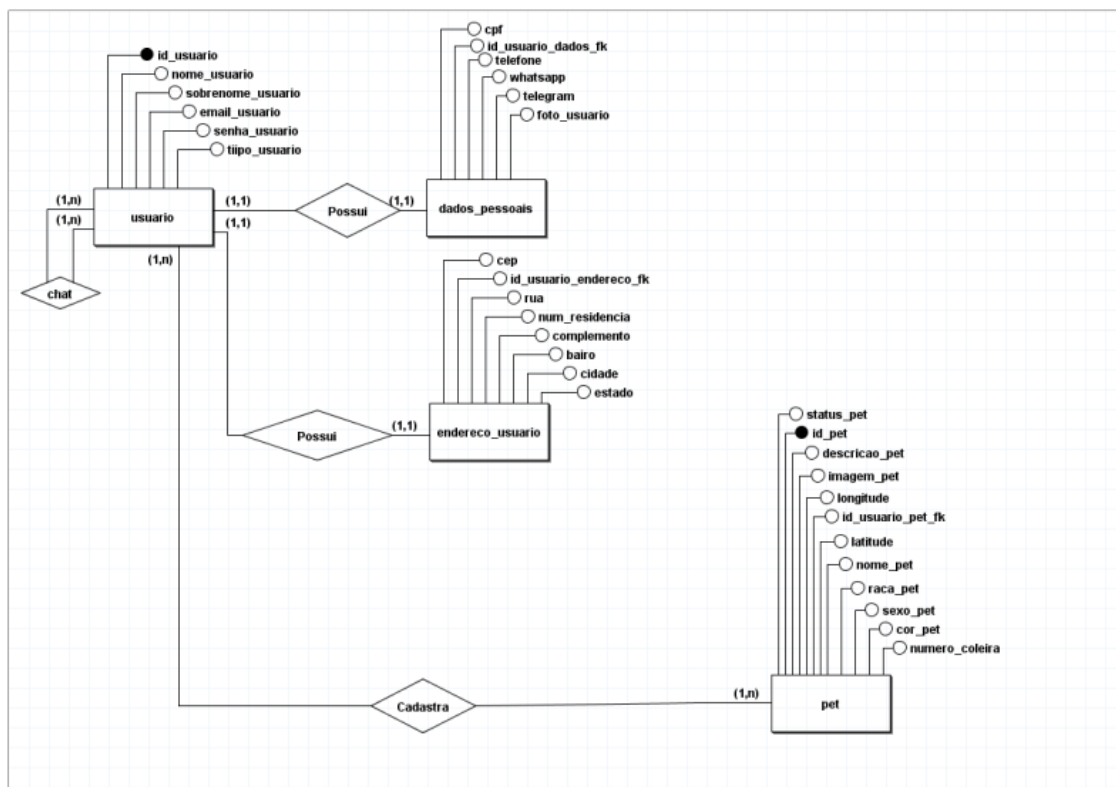 id_usuario
nome_usuario
sobrenome_usuario
email_usuario
senha_usuario
tiipo_usuario
usuario
(1,n)
(1,n)
chat
(1,1)
(1,1)
(1,n)
Possui
(1,1)
cpf
id_usuario_dados_fk
telefone
whatsapp
telegram
foto_usuario
dados_pessoais
cep
id_usuario_endereco_fk
rua
num_residencia
complemento
bairo
cidade
estado
Possui
(1,1)
endereco_usuario
status_pet
id_pet
descricao_pet
imagem_pet
longitude
id_usuario_pet_fk
latitude
nome_pet
raca_pet
sexo_pet
cor_pet
numero_coleira
Cadastra
(1,n)
pet